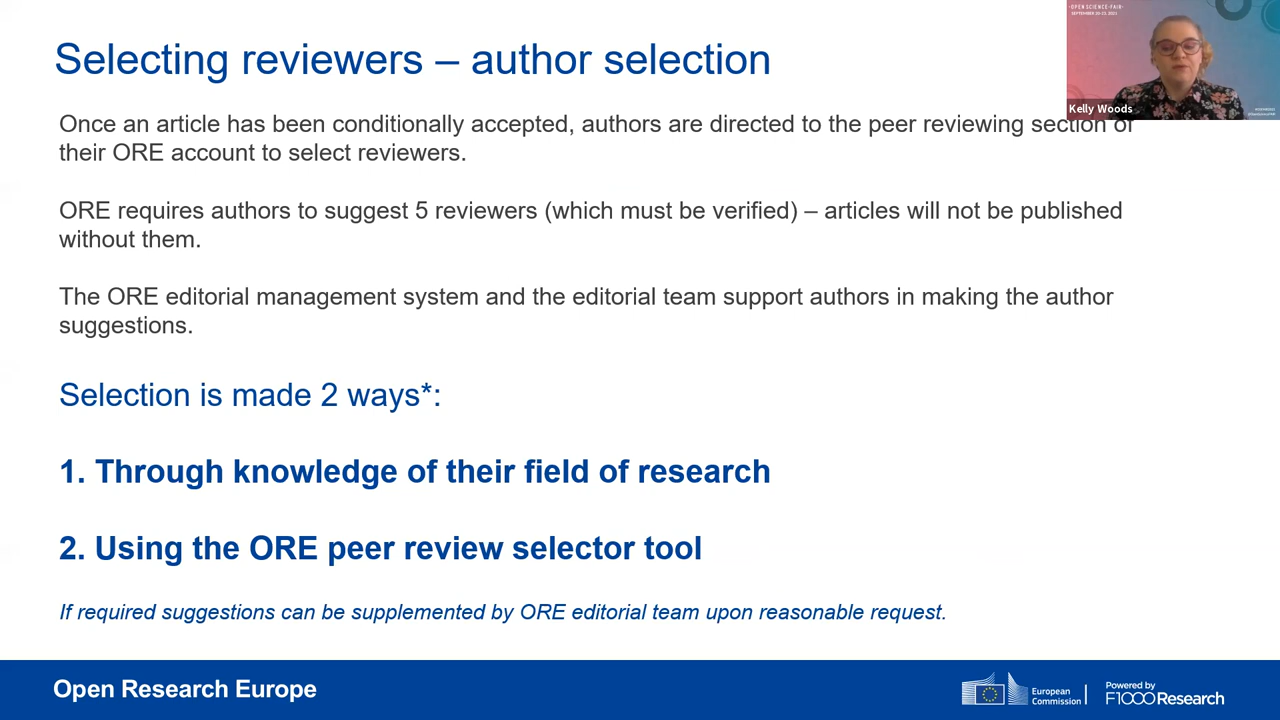 Selecting reviewers – author selection
OPEN SCIENCE FAIR
SEPTEMBER 20-23, 2021
Kelly Woods
Once an article has been conditionally accepted, authors are directed to the peer reviewing section of
their ORE account to select reviewers.
ORE requires authors to suggest 5 reviewers (which must be verified) – articles will not be published
without them.
The ORE editorial management system and the editorial team support authors in making the author
suggestions.
Selection is made 2 ways*:
1. Through knowledge of their field of research
2. Using the ORE peer review selector tool
If required suggestions can be supplemented by ORE editorial team upon reasonable request.
Open Research Europe
European
Commission
Powered by
F1000Research